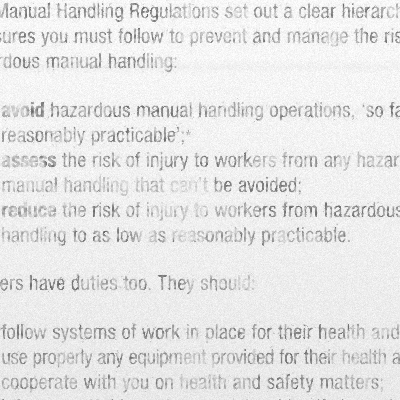 Manual Handling Regulations set out a clear hierarch
sures you must follow to prevent and manage the ris
rdous manual handling:
avoid hazardous manual handling operations, 'so fa
reasonably practicable';
assess the risk of injury to workers from any hazar
manual handling that can't be avoided;
reduce the risk of injury to workers from hazardous
handling to as low as reasonably practicable.
ers have duties too. They should:
follow systems of work in place for their health and
use properly any equipment provided for their health a
cooperate with you on health and safety matters;